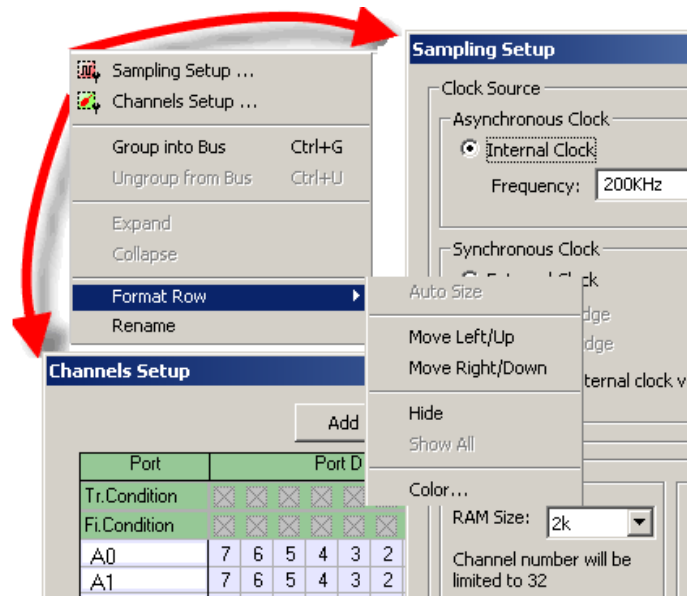 Sampling Setup ...
Channels Setup ...
Group into Bus Ctrl+G
Ungroup from Bus Ctrl+U
Expand
Collapse
Format Row
Rename
Auto Size
Move Left/Up
Move Right/Down
Hide
Show All
Color...
Sampling Setup
Clock Source
Asynchronous Clock
Internal Clock
Frequency: 200KHz
Synchronous Clock
ck
dge
dge
ternal clock v
RAM Size: 2k
Channel number will be
limited to 32
Channels Setup
Add
Port Port D
Tr.Condition
Fi.Condition
A0 7 6 5 4 3 2
A1 7 6 5 4 3 2